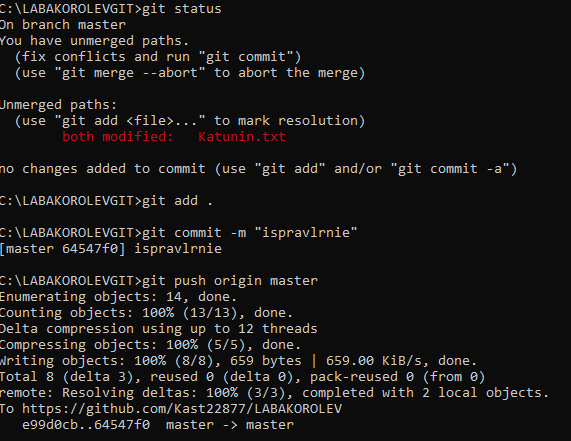 C:\LABAKOROLEVGIT>git status
On branch master
You have unmerged paths.
  (fix conflicts and run "git commit")
  (use "git merge --abort" to abort the merge)
Unmerged paths:
  (use "git add <file>..." to mark resolution)
        both modified:   Katunin.txt
no changes added to commit (use "git add" and/or "git commit -a")
C:\LABAKOROLEVGIT>git add .
C:\LABAKOROLEVGIT>git commit -m "ispravlrnie"
[master 64547f0] ispravlrnie
C:\LABAKOROLEVGIT>git push origin master
Enumerating objects: 14, done.
Counting objects: 100% (13/13), done.
Delta compression using up to 12 threads
Compressing objects: 100% (5/5), done.
Writing objects: 100% (8/8), 659 bytes | 659.00 KiB/s, done.
Total 8 (delta 3), reused 0 (delta 0), pack-reused 0 (from 0)
remote: Resolving deltas: 100% (3/3), completed with 2 local objects.
To https://github.com/Kast22877/LABAKOROLEV
   e99d0cb..64547f0  master -> master